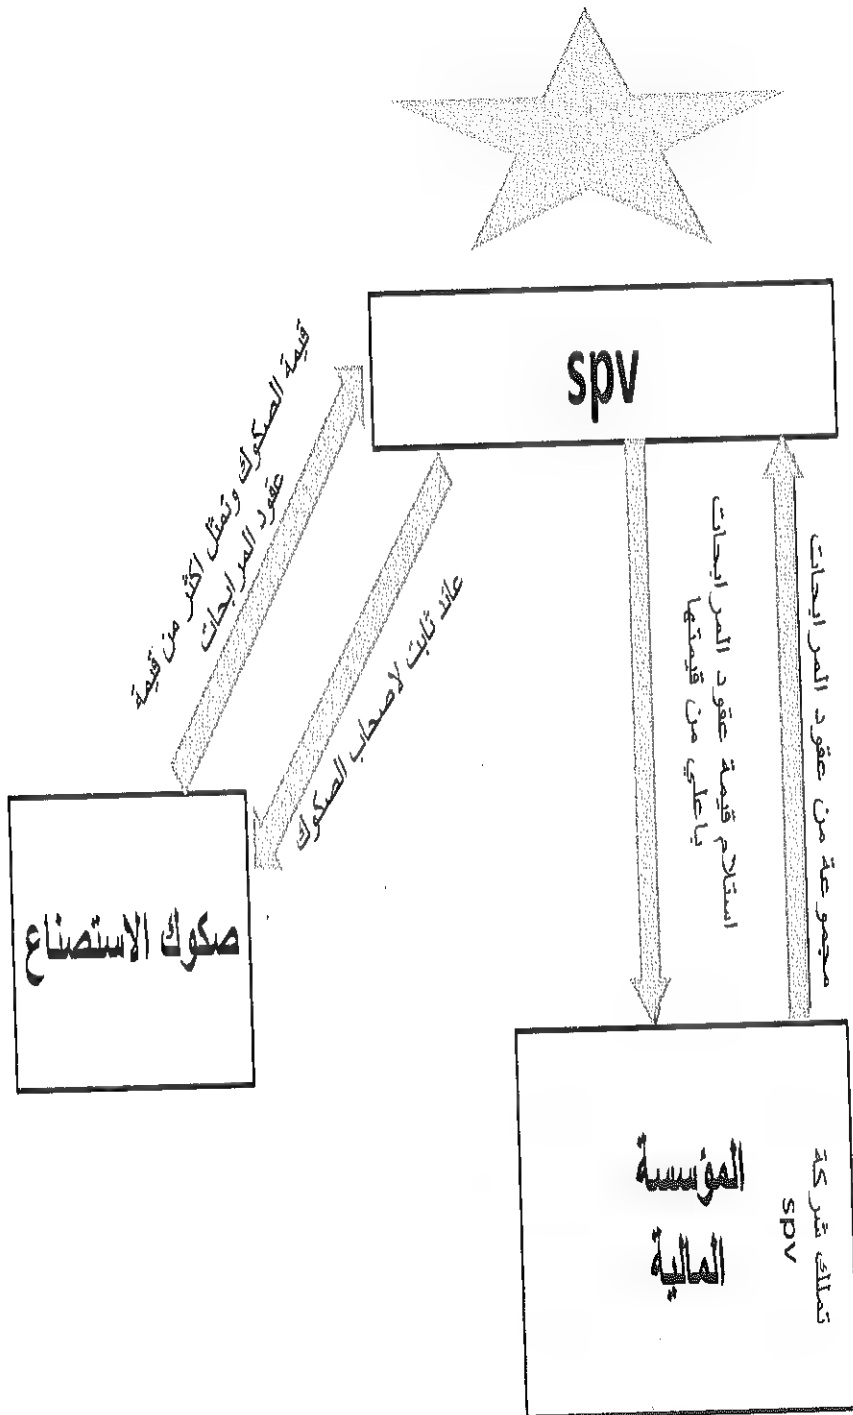 spv
قيمة الصكوك وتمثل اكثر من قيمة
عقود المرابحات
عائد ثابت لاصحاب الصكوك
استلام قيمة عقود المرابحات
باعلي من قيمتها
مجموعة من عقود المرابحات
صكوك الاستصناع
المؤسسة
المالية
تملك شركة
spv